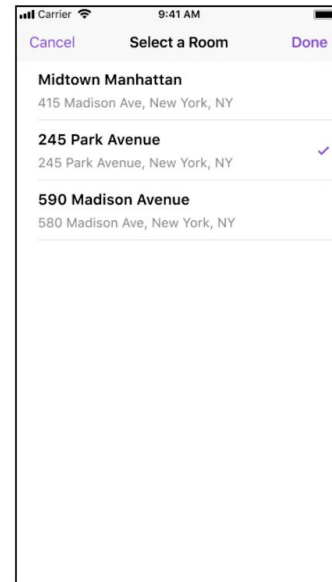 Carrier 9:41 AM
Cancel Select a Room Done
Midtown Manhattan
415 Madison Ave, New York, NY
245 Park Avenue
245 Park Avenue, New York, NY
590 Madison Avenue
580 Madison Ave, New York, NY